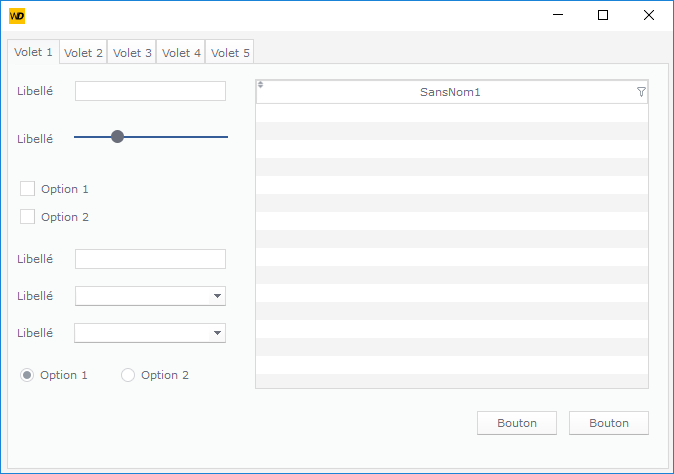 WD
Volet 1 Volet 2 Volet 3 Volet 4 Volet 5
Libellé
SansNom1
Libellé
Option 1
Option 2
Libellé
Libellé
Libellé
Option 1 Option 2
Bouton Bouton